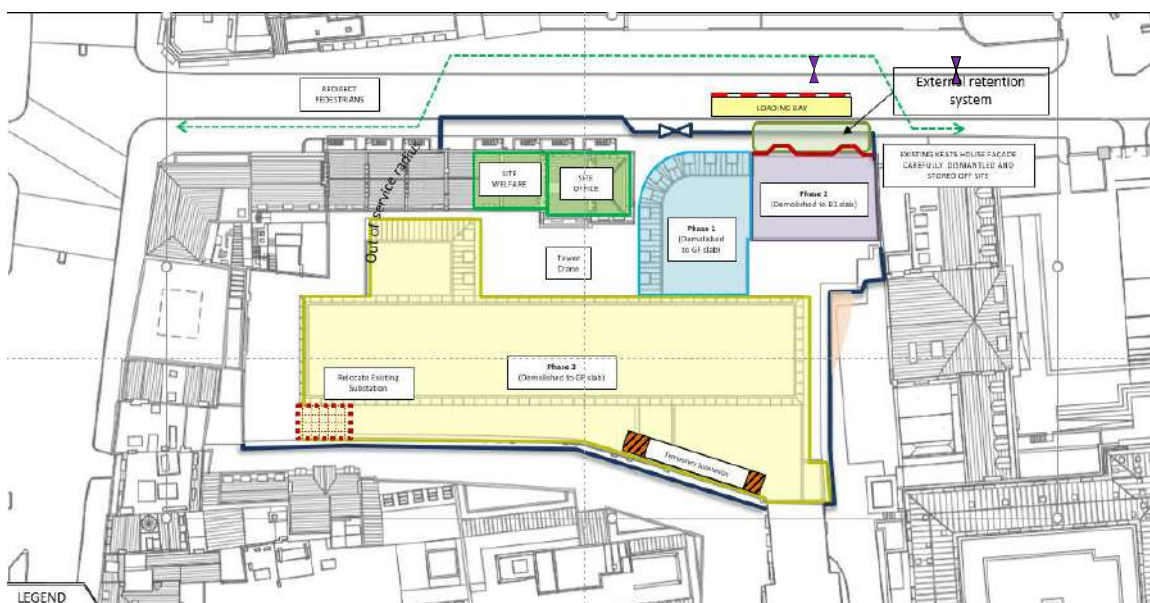 REDIRECT
PEDESTRIANS
LOADING BAY
External retention
system
EXISTING KEATS HOUSE FAÇADE
CAREFULLY DISMANTLED AND
STORED OFF SITE
Out of service radius
SITE
WELFARE
SITE
OFFICE
Phase 2
(Demolished to B1 slab)
Phase 1
(Demolished
to GF slab)
Tower
Crane
Phase 3
(Demolished to GF slab)
Relocate Existing
Substation
Temporary Substation
LEGEND